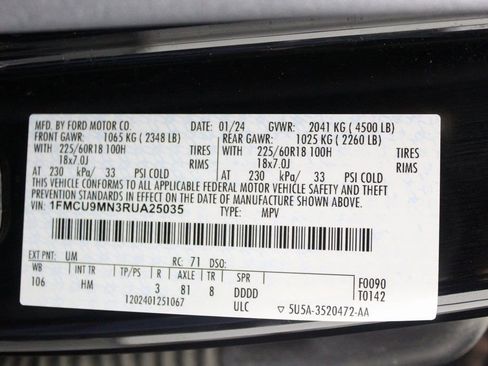 MFD. BY FORD MOTOR CO. DATE: 01/24 GVWR: 2041 KG ( 4500 LB)
FRONT GAWR: 1065 KG ( 2348 LB) REAR GAWR: 1025 KG ( 2260 LB)
WITH 225/60R18 100H TIRES WITH 225/60R18 100H TIRES
18x7.0J RIMS 18x7.0J RIMS
AT 230 kPa/ 33 PSI COLD AT 230 kPa/ 33 PSI COLD
THIS VEHICLE CONFORMS TO ALL APPLICABLE FEDERAL MOTOR VEHICLE SAFETY AND THEFT
PREVENTION STANDARDS IN EFFECT ON THE DATE OF MANUFACTURE SHOWN ABOVE.
VIN: 1FMCU9MN3RUA25035 TYPE: MPV
EXT PNT: UM RC: 71 DSO:
WB INT TR TP/PS R AXLE TR SPR F0090
106 HM 3 81 8 DDDD T0142
1202401251067 ULC 5U5A-3520472-AA